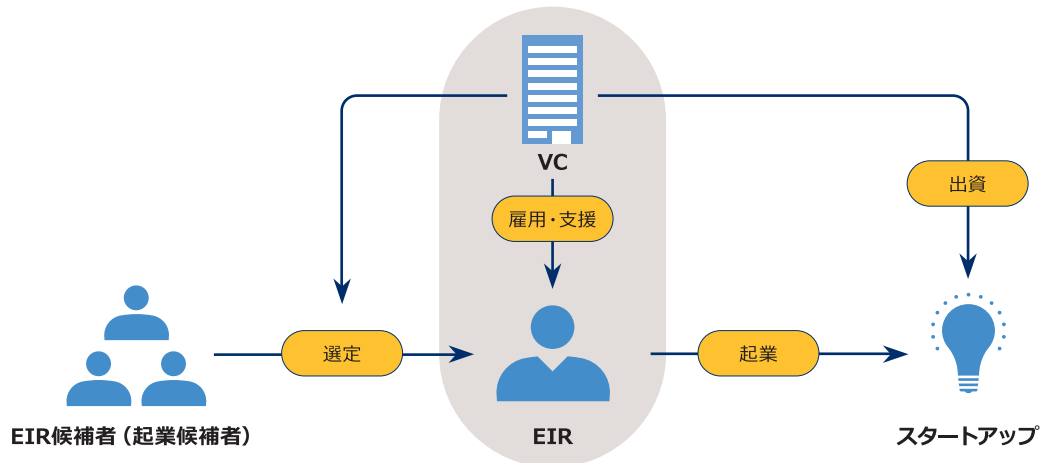 VC
出資
雇用・支援
選定
起業
EIR候補者（起業候補者）
EIR
スタートアップ